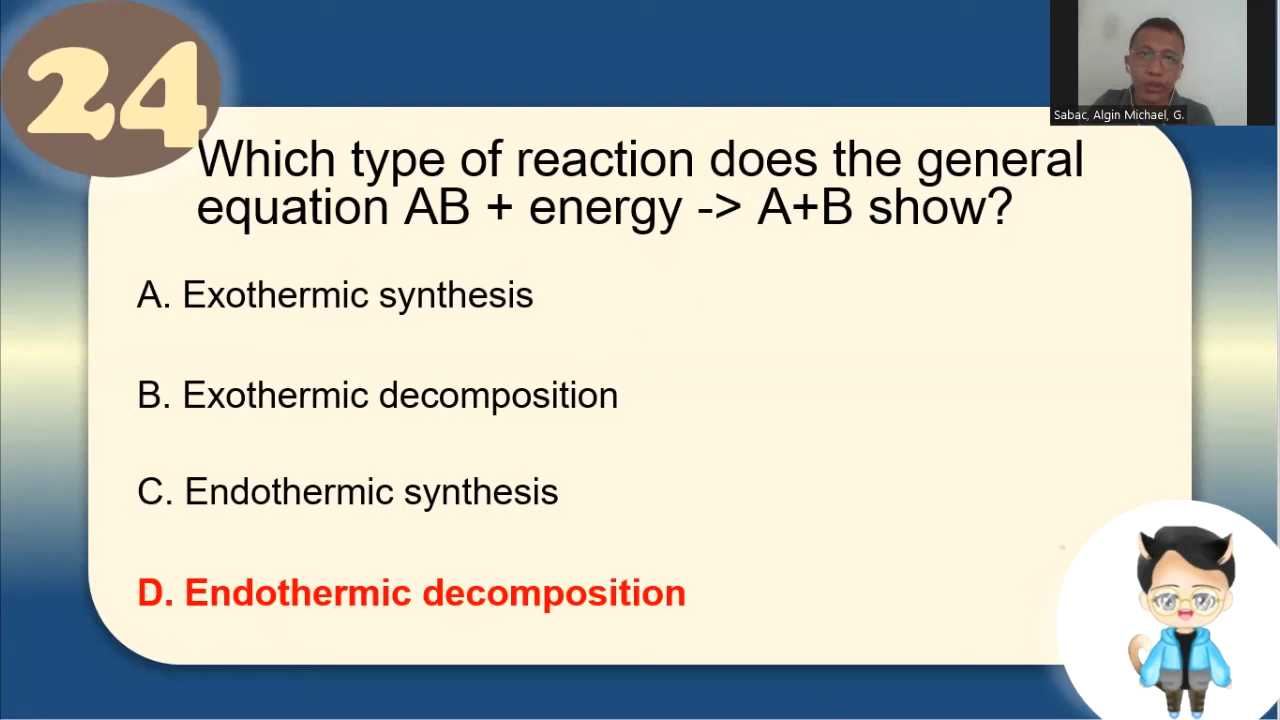 24
Sabac, Algin Michael, G.
Which type of reaction does the general
equation AB + energy -> A+B show?
A. Exothermic synthesis
B. Exothermic decomposition
C. Endothermic synthesis
D. Endothermic decomposition